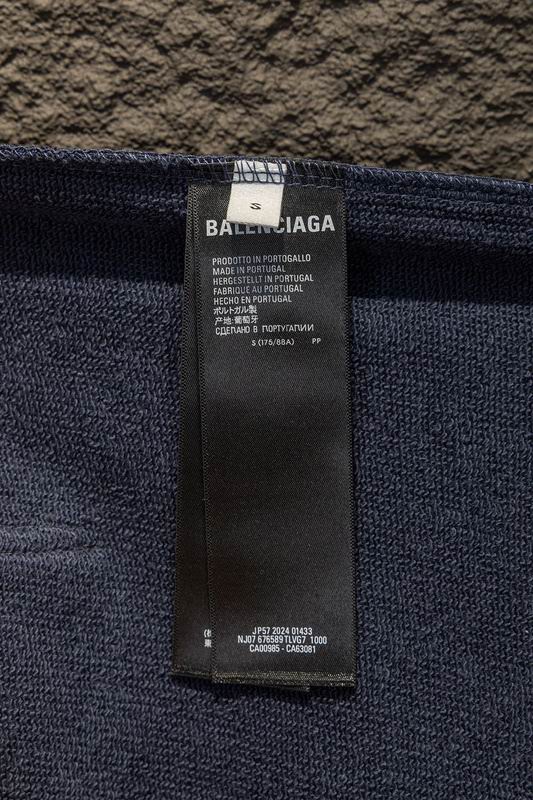 S
BALENCIAGA
PRODOTTO IN PORTOGALLO
MADE IN PORTUGAL
HERGESTELLT IN PORTUGAL
FABRIQUE AU PORTUGAL
HECHO EN PORTUGAL
ポルトガル製
产地:葡萄牙
СДЕЛАНО В ПОРТУГАЛИИ
S (175/88A) PP
JP57 2024 01433
NJ07 676589 TLVG7 1000
CA00985 - CA63081